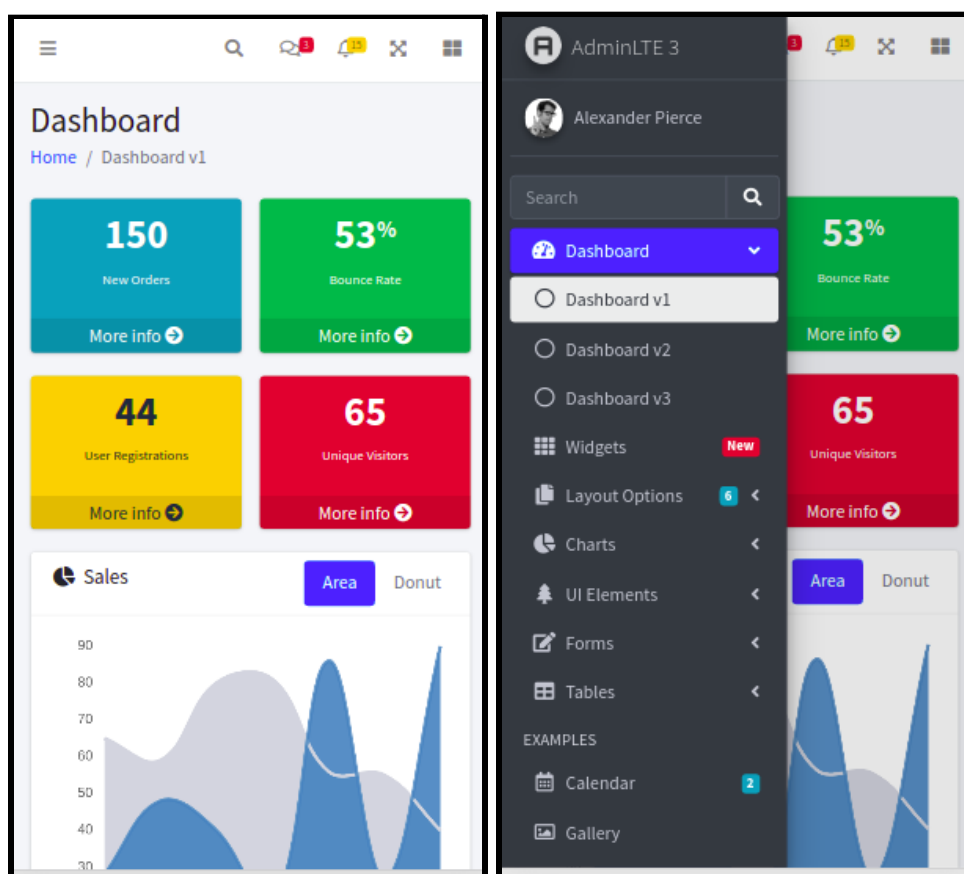 3
15
Dashboard
Home / Dashboard v1
150
New Orders
More info
53%
Bounce Rate
More info
44
User Registrations
More info
65
Unique Visitors
More info
Sales
Area
Donut
90
80
70
60
50
40
30
AdminLTE 3
Alexander Pierce
Search
Dashboard
Dashboard v1
Dashboard v2
Dashboard v3
Widgets New
Layout Options 6
Charts
UI Elements
Forms
Tables
EXAMPLES
Calendar 2
Gallery
3
15
53%
Bounce Rate
More info
65
Unique Visitors
More info
Area
Donut